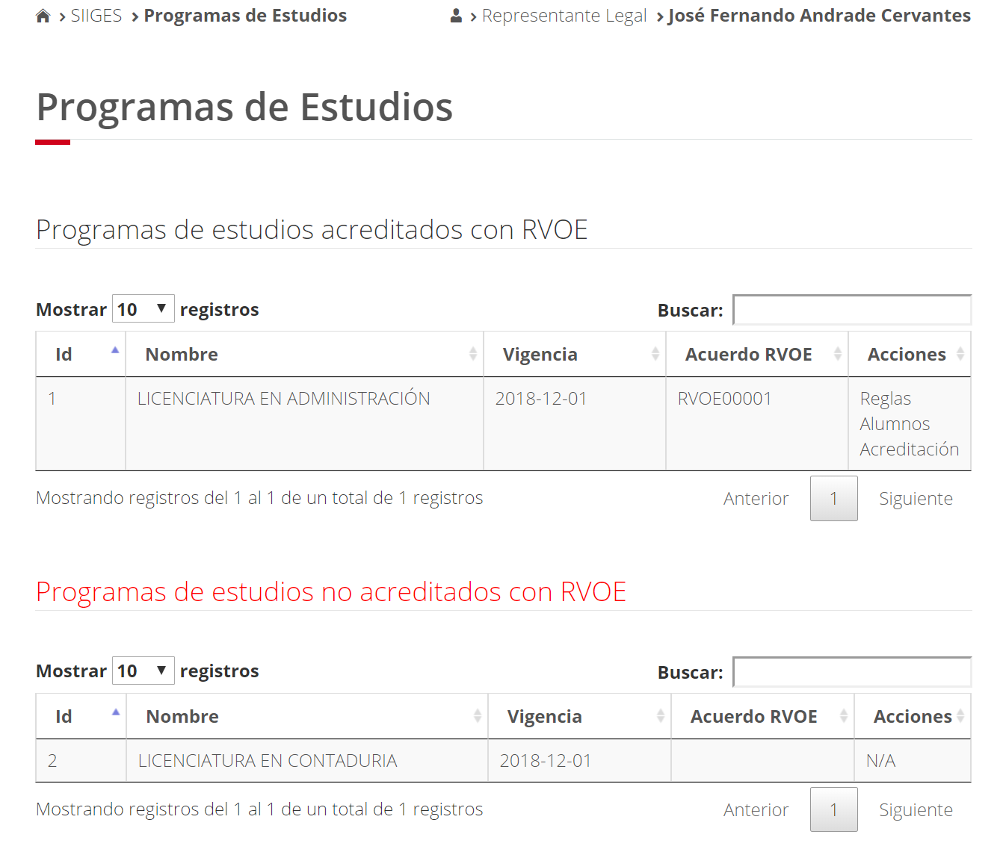 SIIGES Programas de Estudios Representante Legal José Fernando Andrade Cervantes
Programas de Estudios
Programas de estudios acreditados con RVOE
Mostrar 10 registros Buscar:
Id Nombre Vigencia Acuerdo RVOE Acciones
1 LICENCIATURA EN ADMINISTRACIÓN 2018-12-01 RVOE00001 Reglas
Alumnos
Acreditación
Mostrando registros del 1 al 1 de un total de 1 registros Anterior 1 Siguiente
Programas de estudios no acreditados con RVOE
Mostrar 10 registros Buscar:
Id Nombre Vigencia Acuerdo RVOE Acciones
2 LICENCIATURA EN CONTADURIA 2018-12-01 N/A
Mostrando registros del 1 al 1 de un total de 1 registros Anterior 1 Siguiente